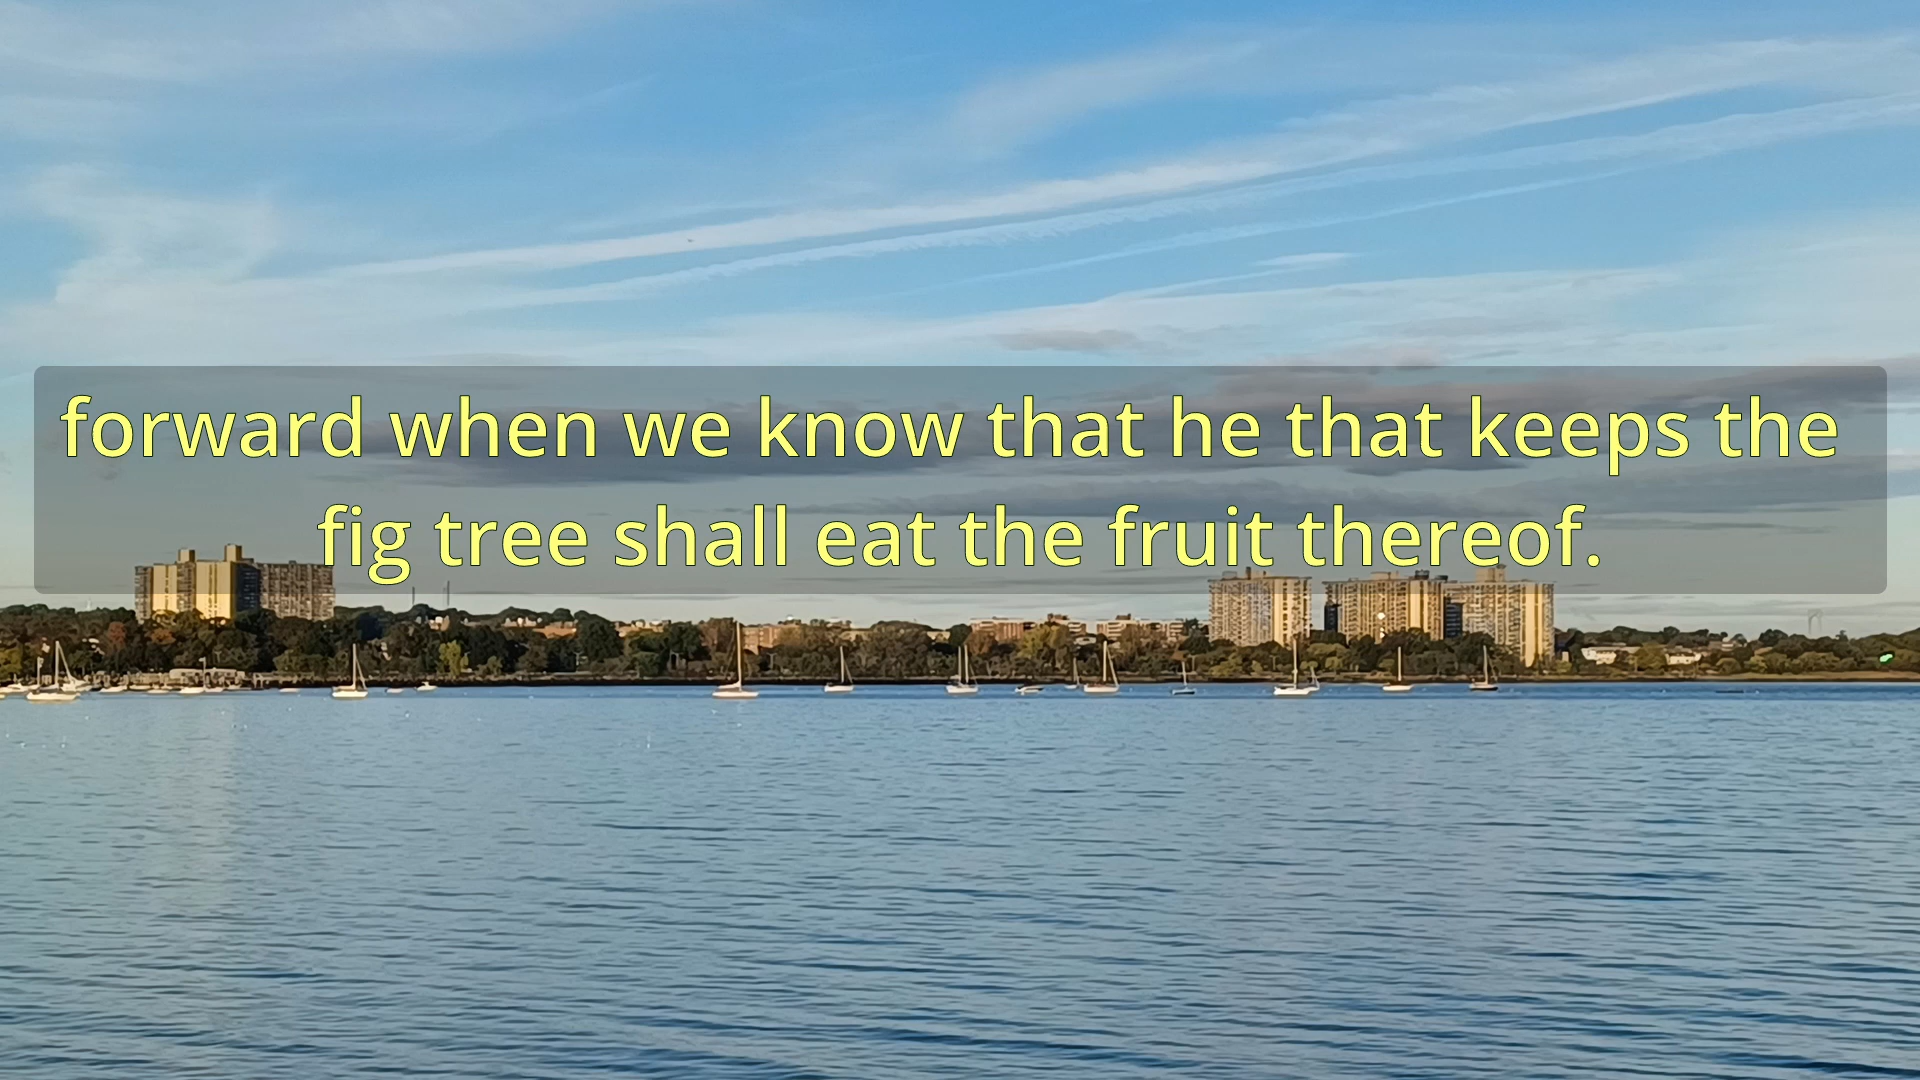 forward when we know that he that keeps the
fig tree shall eat the fruit thereof.